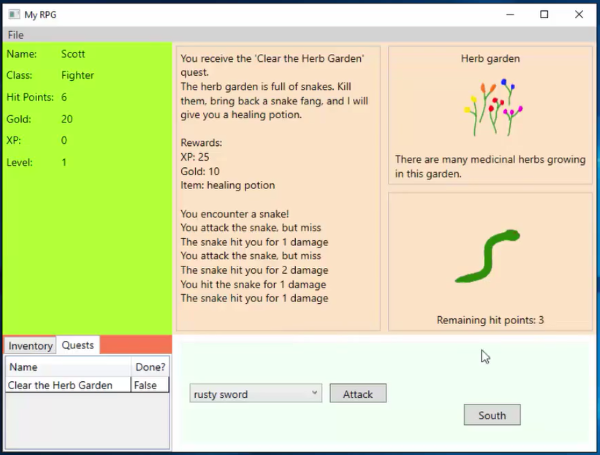 My RPG
File
Name: Scott
Class: Fighter
Hit Points: 6
Gold: 20
XP: 0
Level: 1
You receive the 'Clear the Herb Garden'
quest.
The herb garden is full of snakes. Kill
them, bring back a snake fang, and I will
give you a healing potion.
Rewards:
XP: 25
Gold: 10
Item: healing potion
You encounter a snake!
You attack the snake, but miss
The snake hit you for 1 damage
You attack the snake, but miss
The snake hit you for 2 damage
You hit the snake for 1 damage
The snake hit you for 1 damage
Herb garden
There are many medicinal herbs growing
in this garden.
Remaining hit points: 3
Inventory Quests
Name Done?
Clear the Herb Garden False
rusty sword Attack
South